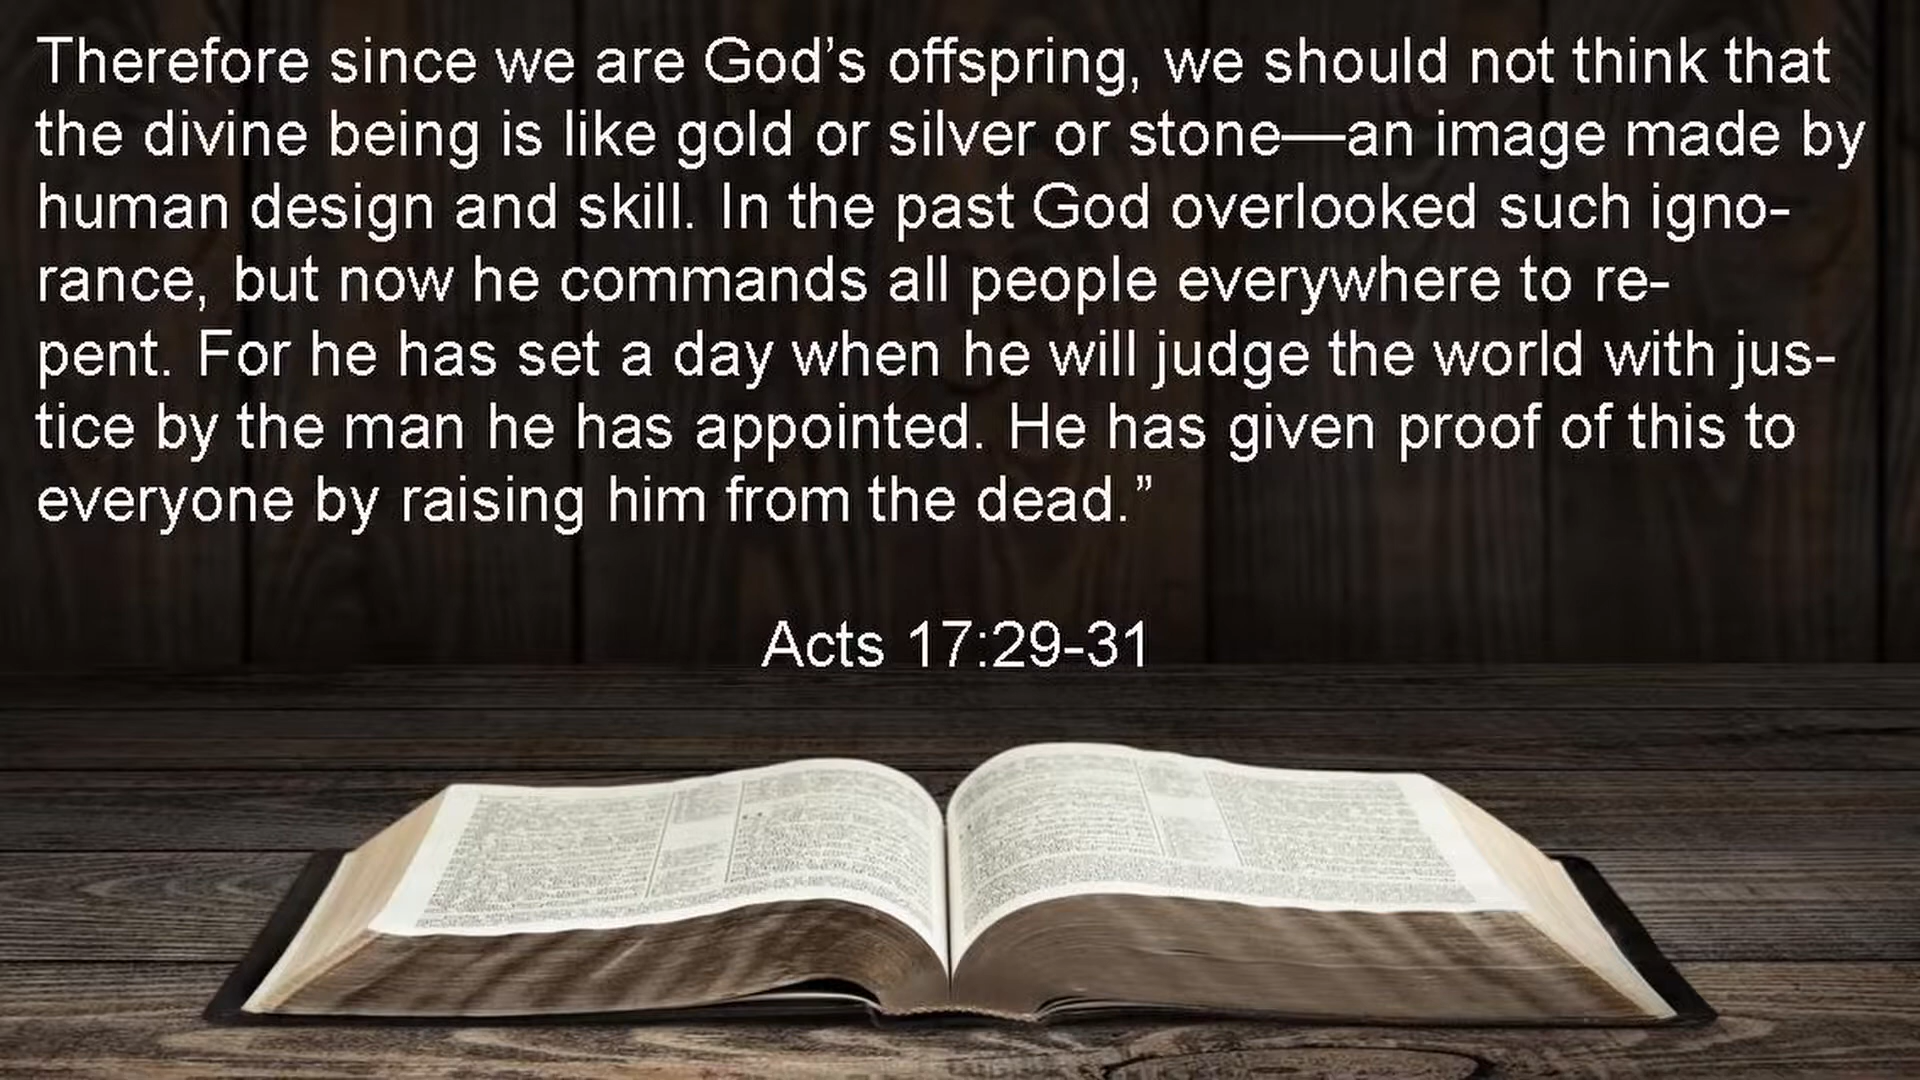 Therefore since we are God’s offspring, we should not think that
the divine being is like gold or silver or stone—an image made by
human design and skill. In the past God overlooked such igno-
rance, but now he commands all people everywhere to re-
pent. For he has set a day when he will judge the world with jus-
tice by the man he has appointed. He has given proof of this to
everyone by raising him from the dead.”
Acts 17:29-31